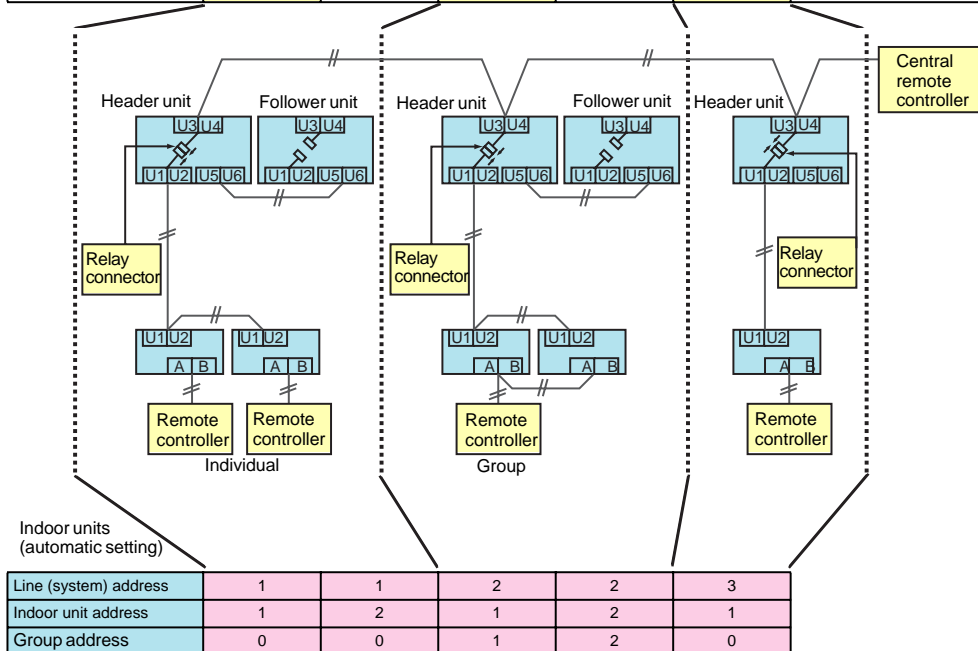 Central
remote
controller
Header unit
Follower unit
Header unit
Follower unit
Header unit
U3 U4
U3 U4
U3 U4
U3 U4
U3 U4
U1 U2 U5 U6
U1 U2 U5 U6
U1 U2 U5 U6
U1 U2 U5 U6
U1 U2 U5 U6
Relay
connector
Relay
connector
Relay
connector
U1 U2
U1 U2
U1 U2
U1 U2
U1 U2
A B
A B
A B
A B
A B
Remote
controller
Remote
controller
Remote
controller
Remote
controller
Individual
Group
Indoor units
(automatic setting)
Line (system) address 1 1 2 2 3
Indoor unit address 1 2 1 2 1
Group address 0 0 1 2 0